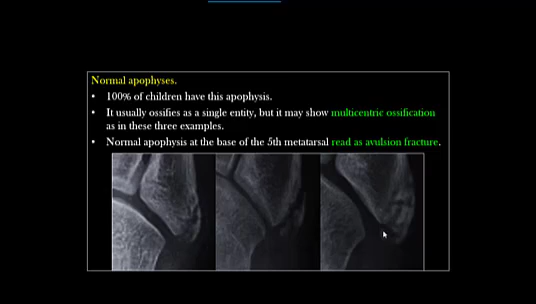 Normal apophyses.
• 100% of children have this apophysis.
• It usually ossifies as a single entity, but it may show multicentric ossification
as in these three examples.
• Normal apophysis at the base of the 5th metatarsal read as avulsion fracture.